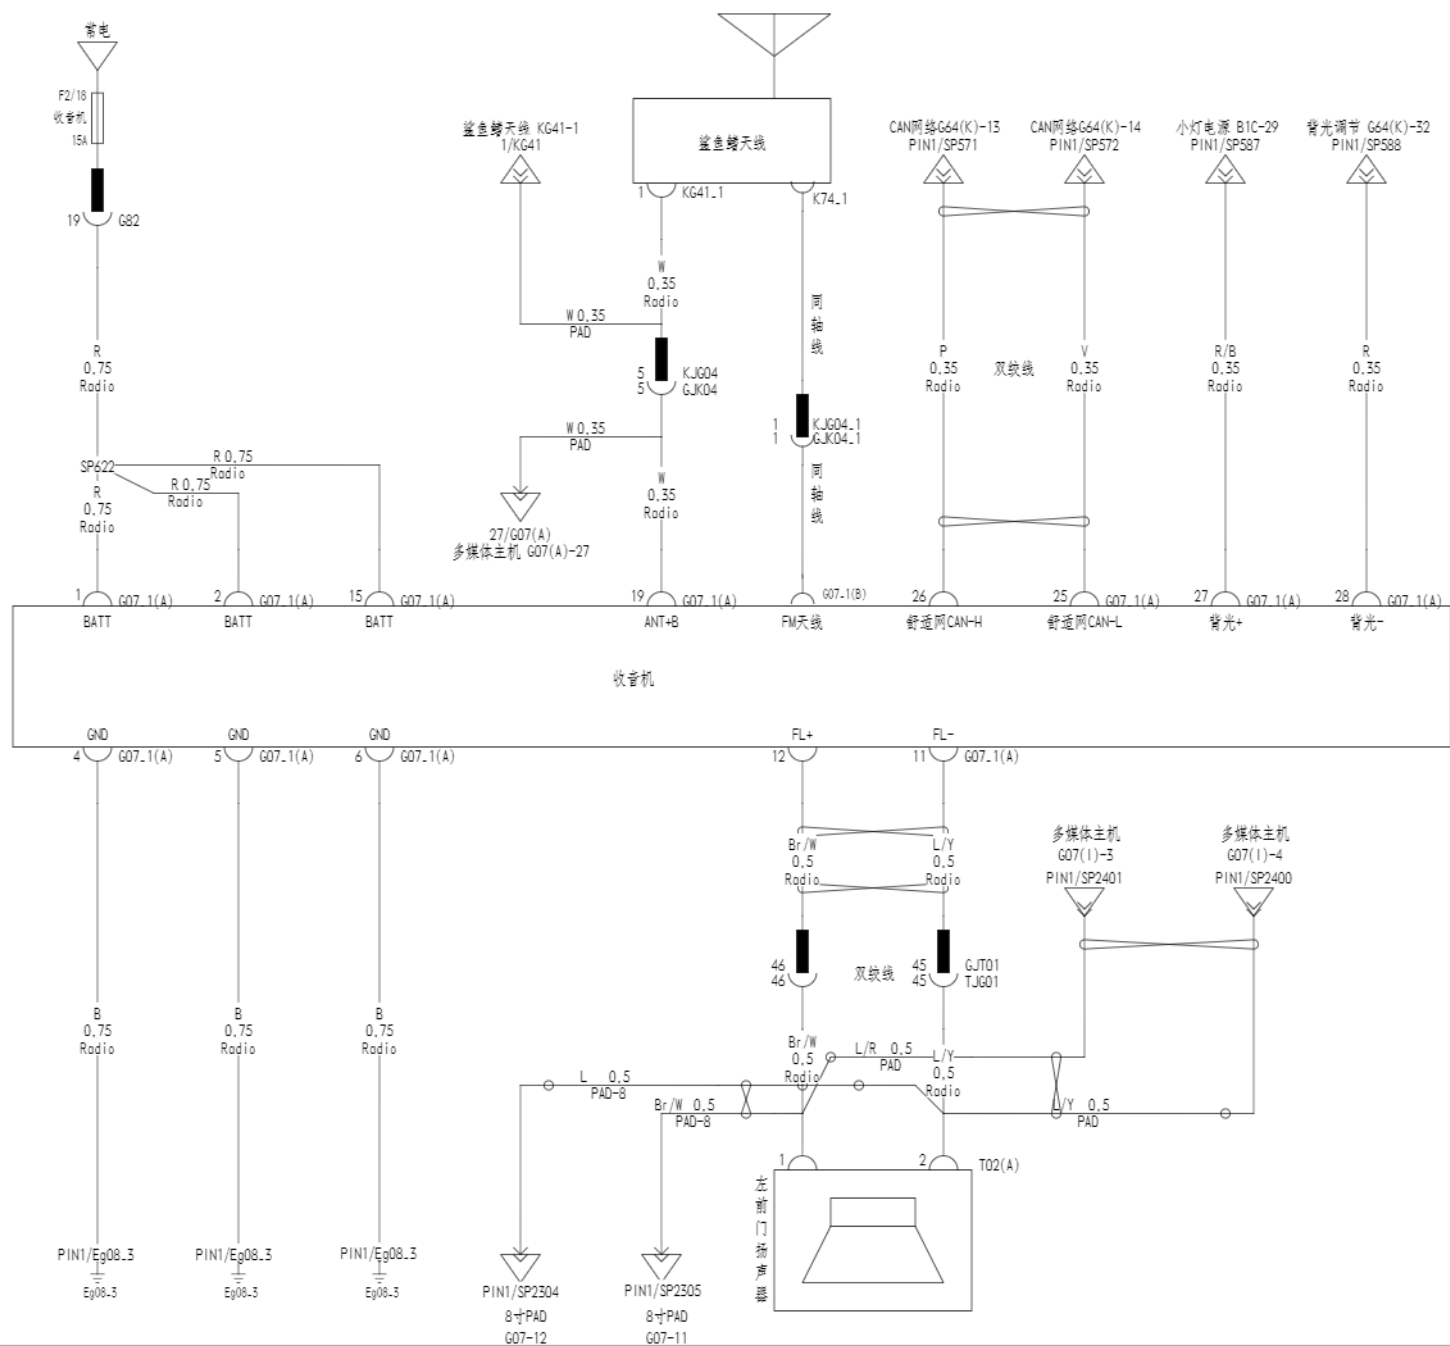 常电
F2/18
收音机
15A
19
G82
R
0.75
Radio
SP622
R 0.75
Radio
R 0.75
Radio
R
0.75
Radio
鲨鱼鳍天线 KG41-1
1/KG41
鲨鱼鳍天线
1
KG41_1
K74_1
W
0.35
Radio
W 0.35
PAD
5
KJG04
5
GJK04
W 0.35
PAD
W
0.35
Radio
27/G07(A)
多媒体主机 G07(A)-27
同轴线
1
KJG04_1
1
GJK04_1
同轴线
CAN网络G64(K)-13
PIN1/SP571
CAN网络G64(K)-14
PIN1/SP572
小灯电源 B1C-29
PIN1/SP587
背光调节 G64(K)-32
PIN1/SP588
P
0.35
Radio
双绞线
V
0.35
Radio
R/B
0.35
Radio
R
0.35
Radio
1
G07_1(A)
2
G07_1(A)
15
G07_1(A)
19
G07_1(A)
G07_1(B)
26
25
G07_1(A)
27
G07_1(A)
28
G07_1(A)
BATT
BATT
BATT
ANT+B
FM天线
舒适网CAN-H
舒适网CAN-L
背光+
背光-
收音机
GND
GND
GND
FL+
FL-
4
G07_1(A)
5
G07_1(A)
6
G07_1(A)
12
11
G07_1(A)
Br/W
0.5
Radio
L/Y
0.5
Radio
多媒体主机
G07(I)-3
PIN1/SP2401
多媒体主机
G07(I)-4
PIN1/SP2400
46
46
双绞线
45
GJT01
45
TJG01
B
0.75
Radio
B
0.75
Radio
B
0.75
Radio
Br/W
0.5
Radio
L/R 0.5
PAD
L/Y
0.5
Radio
L 0.5
PAD-8
Br/W 0.5
PAD-8
L/Y 0.5
PAD
1
2
T02(A)
左前门扬声器
PIN1/Eg08_3
Eg08_3
PIN1/Eg08_3
Eg08_3
PIN1/Eg08_3
Eg08_3
PIN1/SP2304
8寸PAD
G07-12
PIN1/SP2305
8寸PAD
G07-11